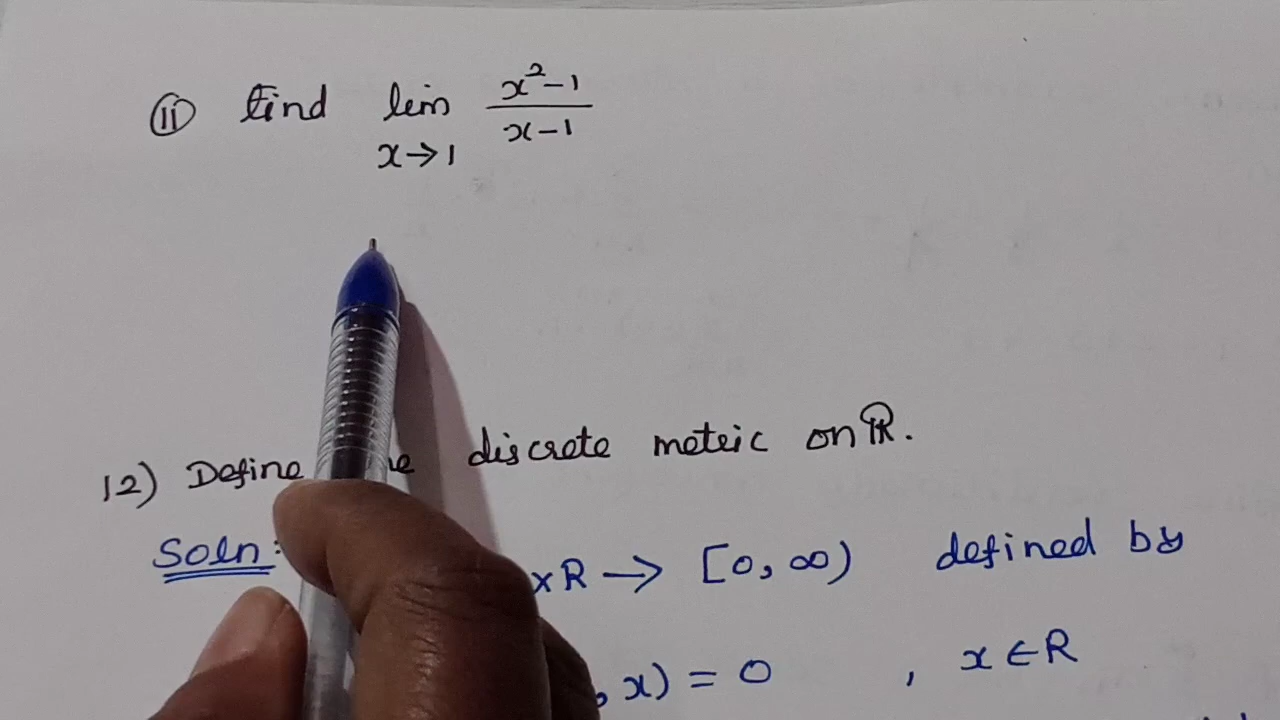 ⑪ Find lim x²-1
x→1 x-1
12) Define discrete metric on ℝ.
Soln: xR → [0, ∞) defined by
, x) = 0 , x ∈ R